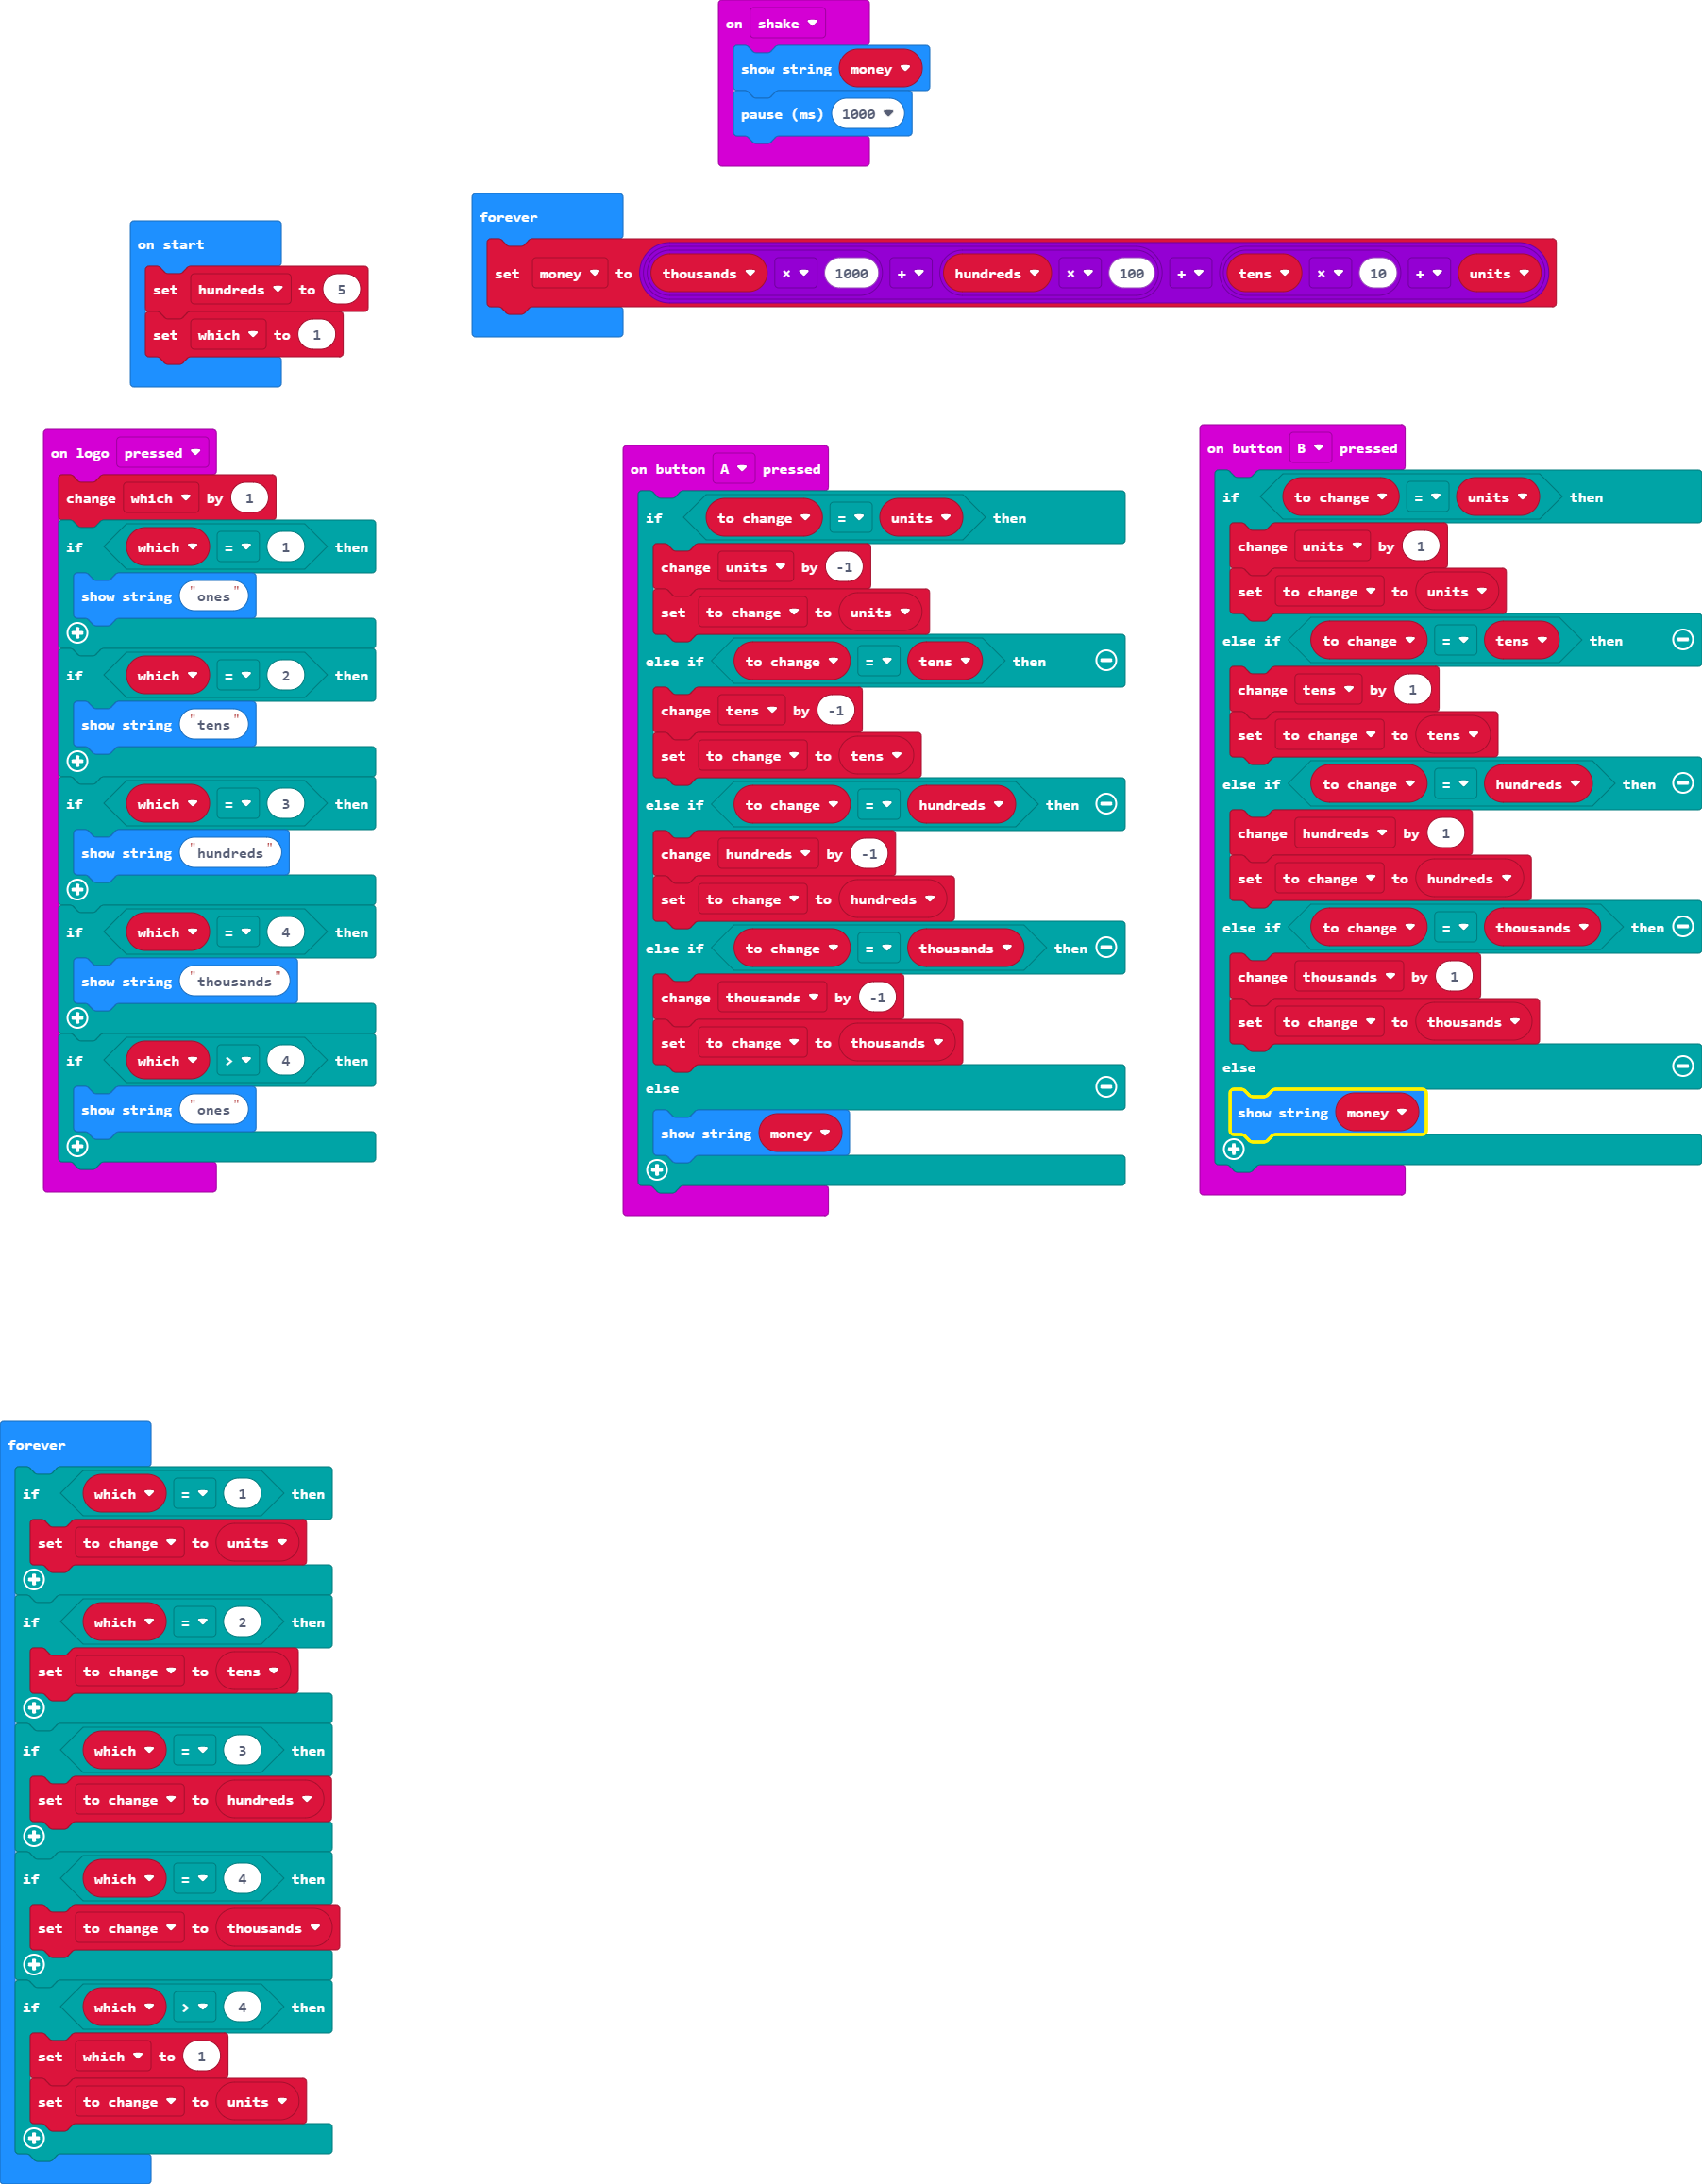 on shake
show string money
pause (ms) 1000
forever
set money to thousands × 1000 + hundreds × 100 + tens × 10 + units
on start
set hundreds to 5
set which to 1
on logo pressed
change which by 1
if which = 1 then
show string "ones"
if which = 2 then
show string "tens"
if which = 3 then
show string "hundreds"
if which = 4 then
show string "thousands"
if which > 4 then
show string "ones"
on button A pressed
if to change = units then
change units by -1
set to change to units
else if to change = tens then
change tens by -1
set to change to tens
else if to change = hundreds then
change hundreds by -1
set to change to hundreds
else if to change = thousands then
change thousands by -1
set to change to thousands
else
show string money
on button B pressed
if to change = units then
change units by 1
set to change to units
else if to change = tens then
change tens by 1
set to change to tens
else if to change = hundreds then
change hundreds by 1
set to change to hundreds
else if to change = thousands then
change thousands by 1
set to change to thousands
else
show string money
forever
if which = 1 then
set to change to units
if which = 2 then
set to change to tens
if which = 3 then
set to change to hundreds
if which = 4 then
set to change to thousands
if which > 4 then
set which to 1
set to change to units